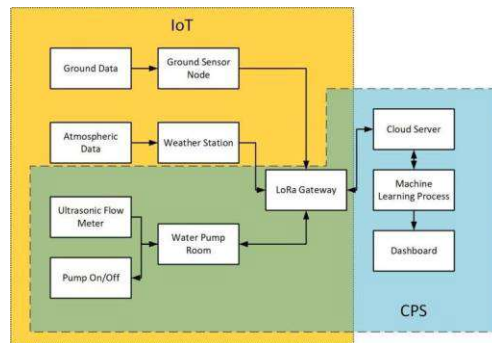 IoT
Ground Data
Ground Sensor
Node
Cloud Server
Atmospheric
Data
Weather Station
LoRa Gateway
Machine
Learning Process
Ultrasonic Flow
Meter
Water Pump
Room
Dashboard
Pump On/Off
CPS